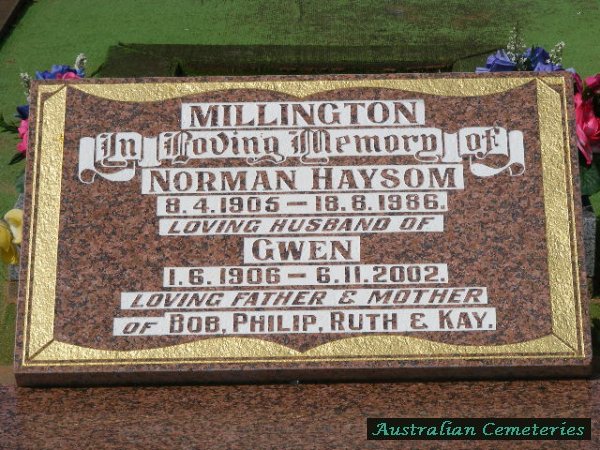 MILLINGTON
In Loving Memory of
NORMAN HAYSOM
8.4.1905 — 18.8.1986.
LOVING HUSBAND OF
GWEN
1.6.1906 — 6.11.2002.
LOVING FATHER & MOTHER
OF BOB, PHILIP, RUTH & KAY.
Australian Cemeteries